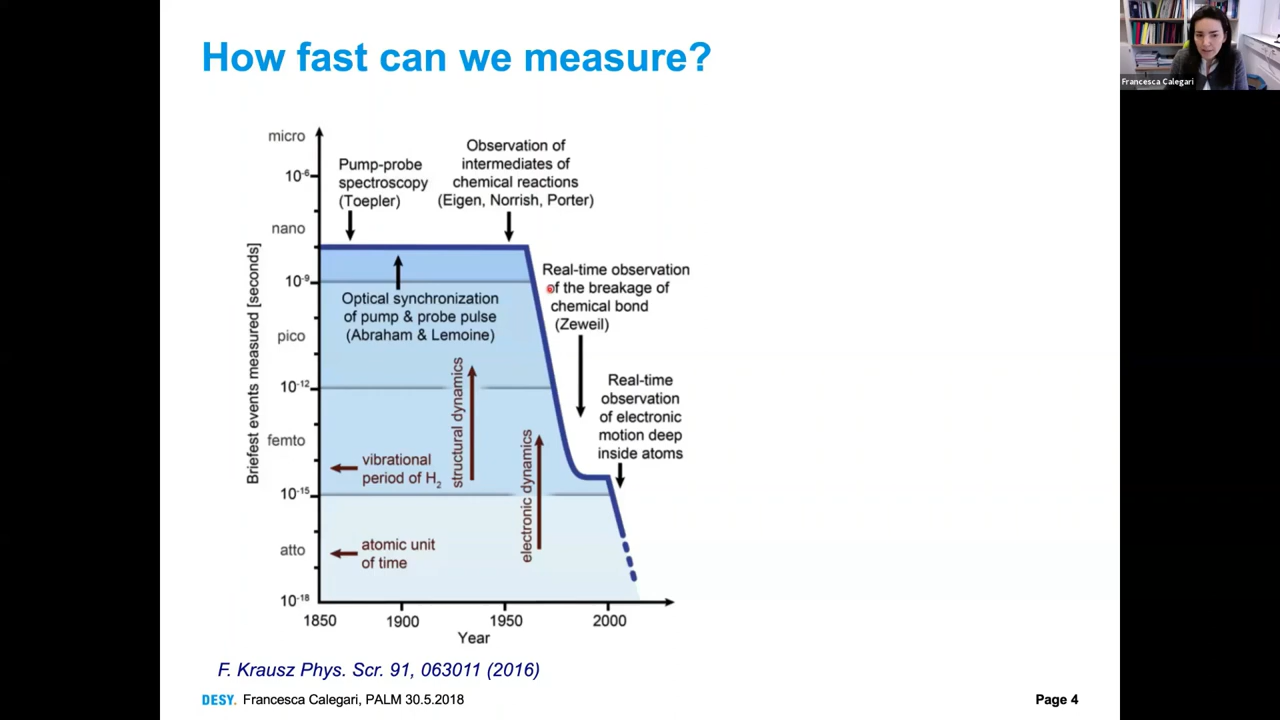 How fast can we measure?
Francesca Calegari
micro
10-6
nano
10-9
pico
10-12
femto
10-15
atto
10-18
Briefest events measured [seconds]
Pump-probe
spectroscopy
(Toepler)
Observation of
intermediates of
chemical reactions
(Eigen, Norrish, Porter)
Optical synchronization
of pump & probe pulse
(Abraham & Lemoine)
Real-time observation
of the breakage of
chemical bond
(Zeweil)
Real-time
observation
of electronic
motion deep
inside atoms
structural dynamics
electronic dynamics
vibrational
period of H2
atomic unit
of time
1850
1900
1950
2000
Year
F. Krausz Phys. Scr. 91, 063011 (2016)
DESY. Francesca Calegari, PALM 30.5.2018
Page 4